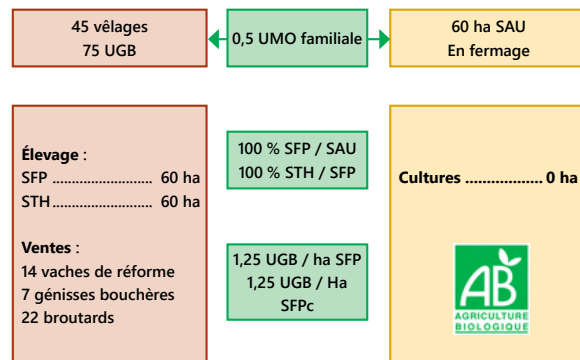 45 vêlages
75 UGB
0,5 UMO familiale
60 ha SAU
En fermage
Élevage :
SFP .......................... 60 ha
STH .......................... 60 ha
Ventes :
14 vaches de réforme
7 génisses bouchères
22 broutards
100 % SFP / SAU
100 % STH / SFP
1,25 UGB / ha SFP
1,25 UGB / Ha
SFPc
Cultures .................. 0 ha
AB
AGRICULTURE
BIOLOGIQUE